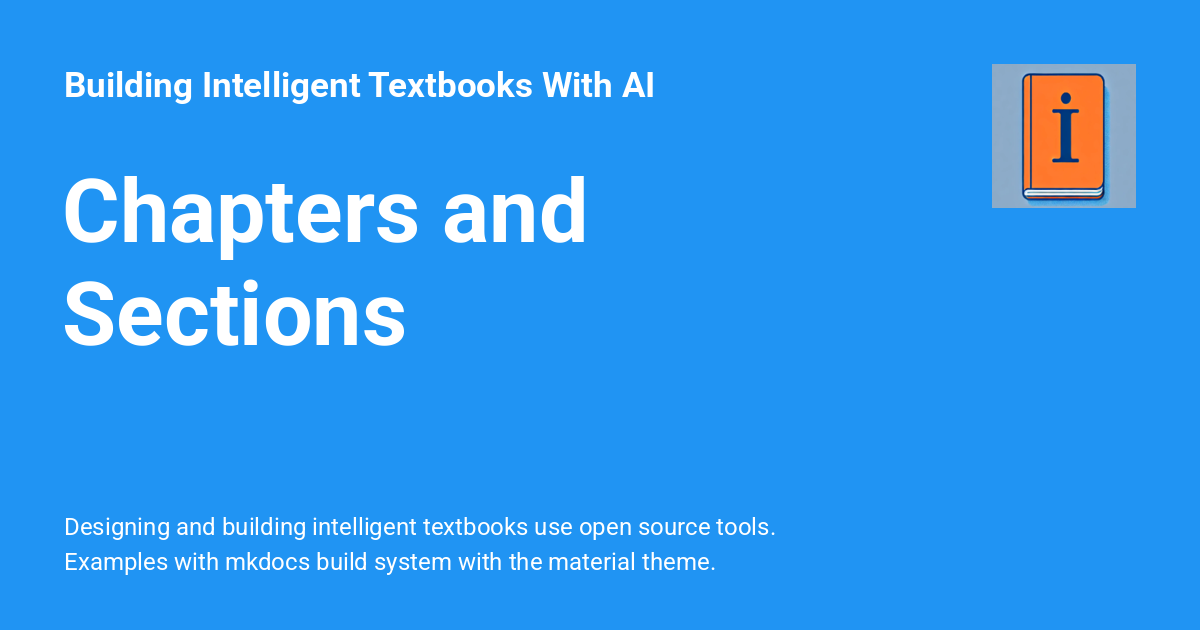 Building Intelligent Textbooks With AI
i
Chapters and
Sections
Designing and building intelligent textbooks use open source tools.
Examples with mkdocs build system with the material theme.